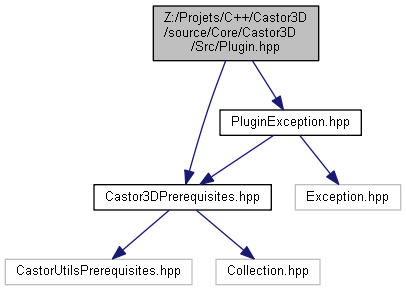 Z:/Projets/C++/Castor3D
/source/Core/Castor3D
/Src/Plugin.hpp
PluginException.hpp
Castor3DPrerequisites.hpp
Exception.hpp
CastorUtilsPrerequisites.hpp
Collection.hpp